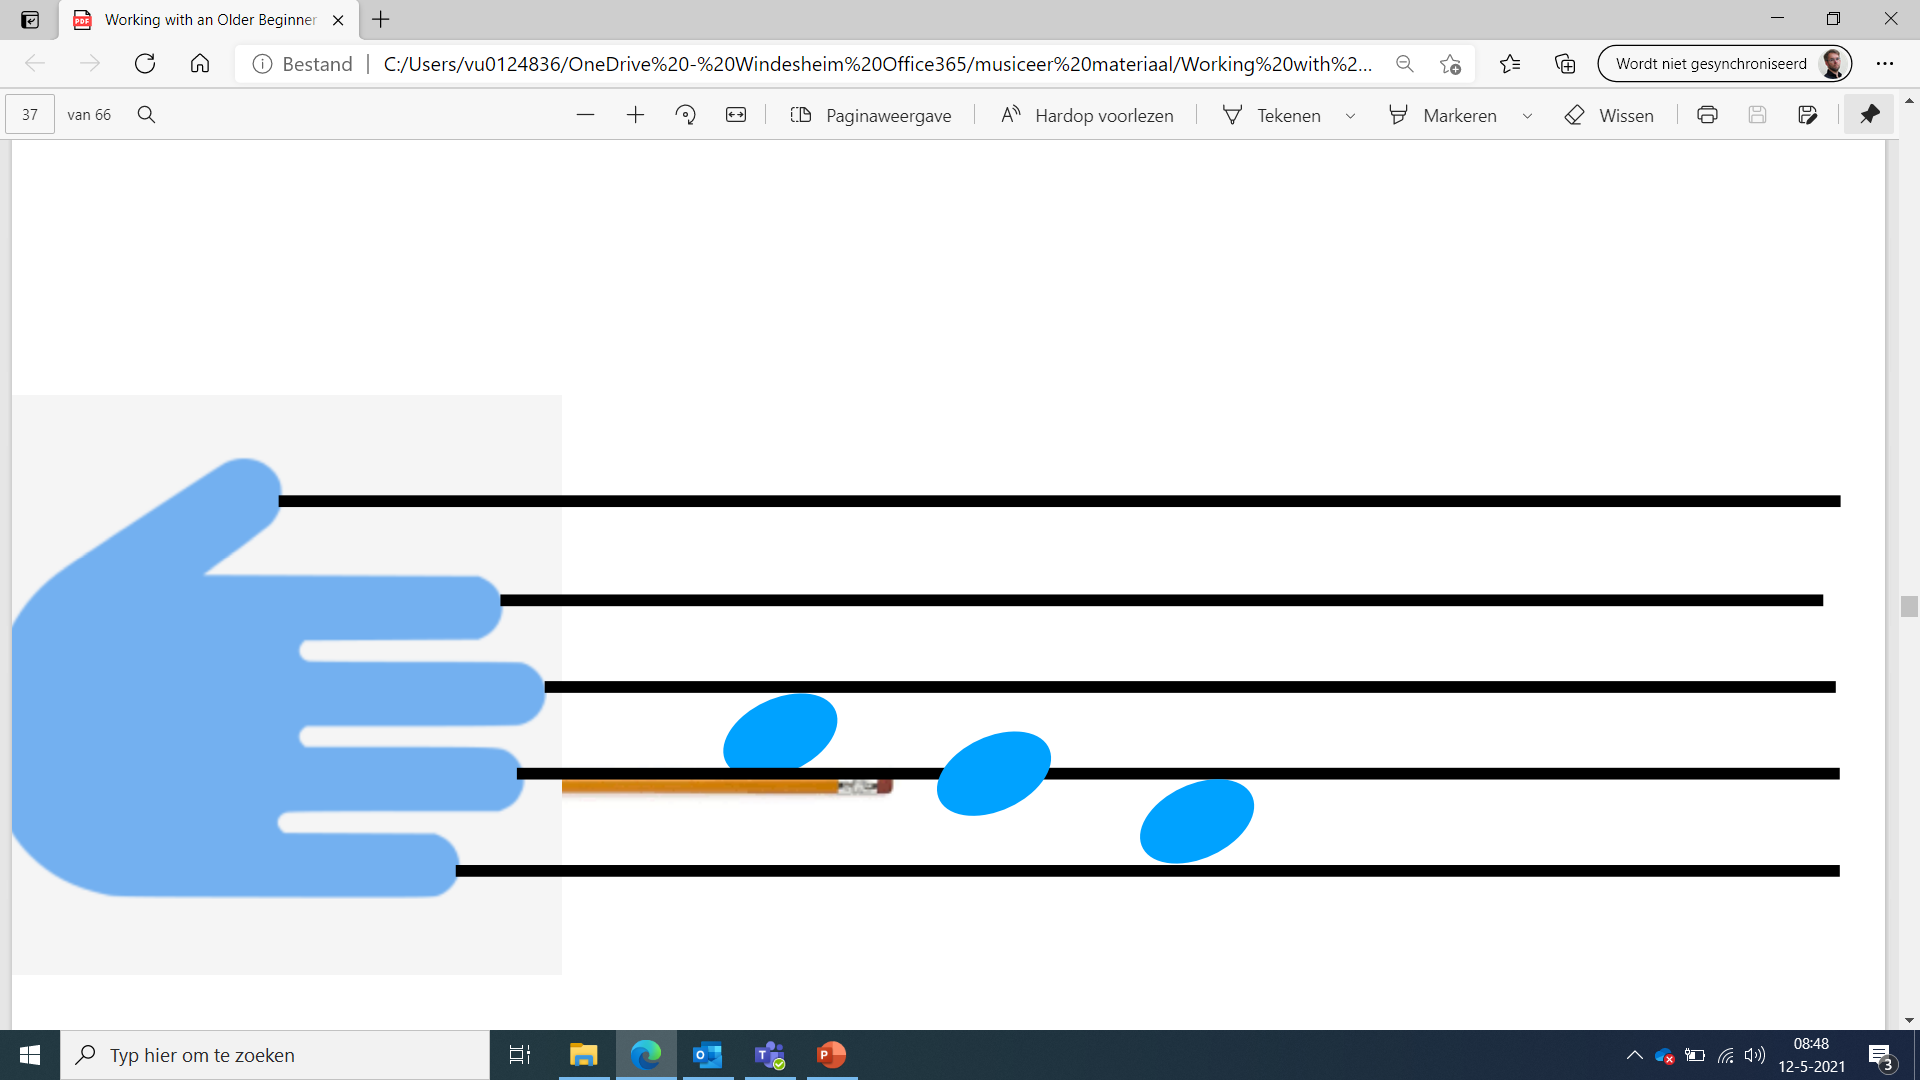 Working with an Older Beginner
Bestand
C:/Users/vu0124836/OneDrive%20-%20Windesheim%20Office365/musiceer%20materiaal/Working%20with%2...
Wordt niet gesynchroniseerd
37 van 66
Paginaweergave
Hardop voorlezen
Tekenen
Markeren
Wissen
Typ hier om te zoeken
08:48
12-5-2021
3